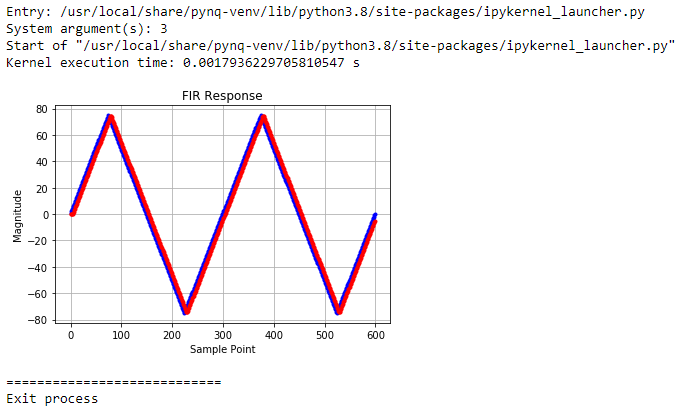 Entry: /usr/local/share/pynq-venv/lib/python3.8/site-packages/ipykernel_launcher.py
System argument(s): 3
Start of "/usr/local/share/pynq-venv/lib/python3.8/site-packages/ipykernel_launcher.py"
Kernel execution time: 0.0017936229705810547 s
FIR Response
80
60
40
20
0
−20
−40
−60
−80
Magnitude
0 100 200 300 400 500 600
Sample Point
============================
Exit process